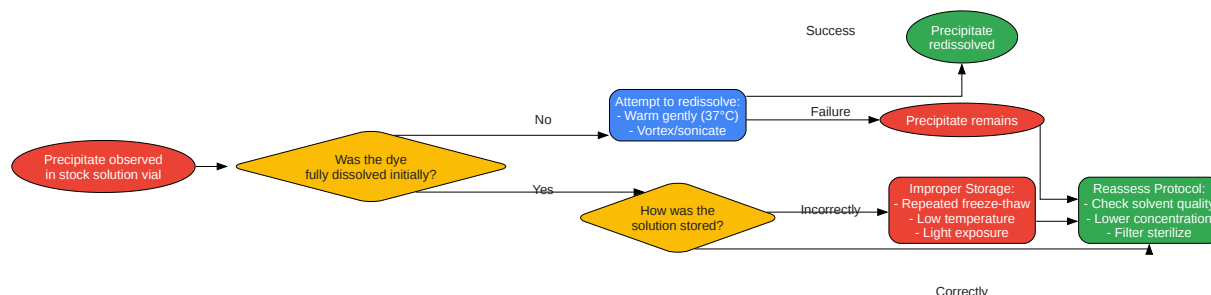 Success
Precipitate
redissolved
Attempt to redissolve:
- Warm gently (37°C)
- Vortex/sonicate
No
Failure
Precipitate remains
Precipitate observed
in stock solution vial
Was the dye
fully dissolved initially?
Yes
How was the
solution stored?
Incorrectly
Improper Storage:
- Repeated freeze-thaw
- Low temperature
- Light exposure
Reassess Protocol:
- Check solvent quality
- Lower concentration
- Filter sterilize
Correctly